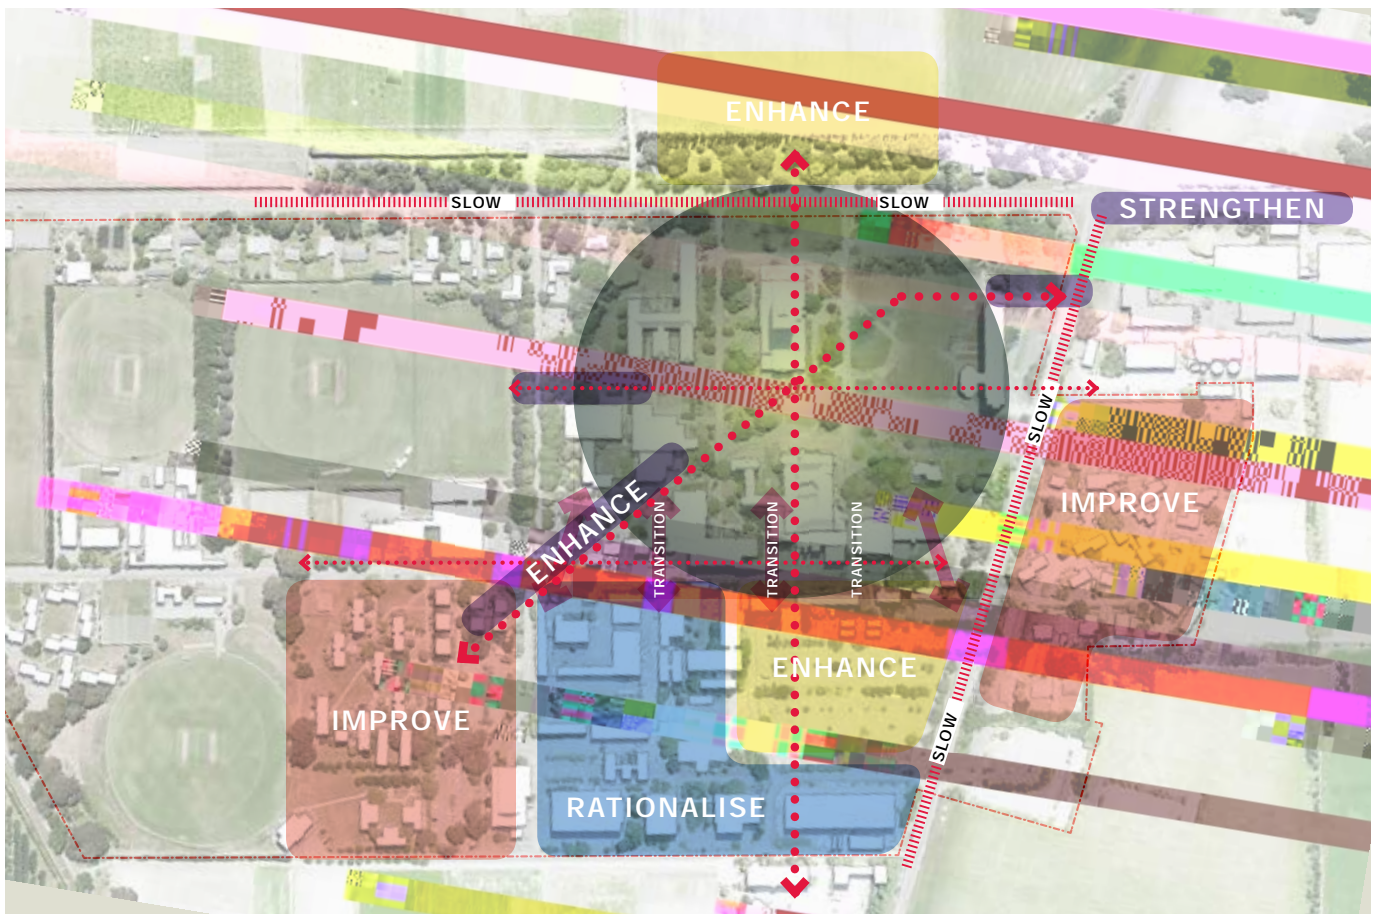 ENHANCE
SLOW
SLOW
STRENGTHEN
SLOW
IMPROVE
ENHANCE
TRANSITION
TRANSITION
TRANSITION
ENHANCE
IMPROVE
SLOW
RATIONALISE